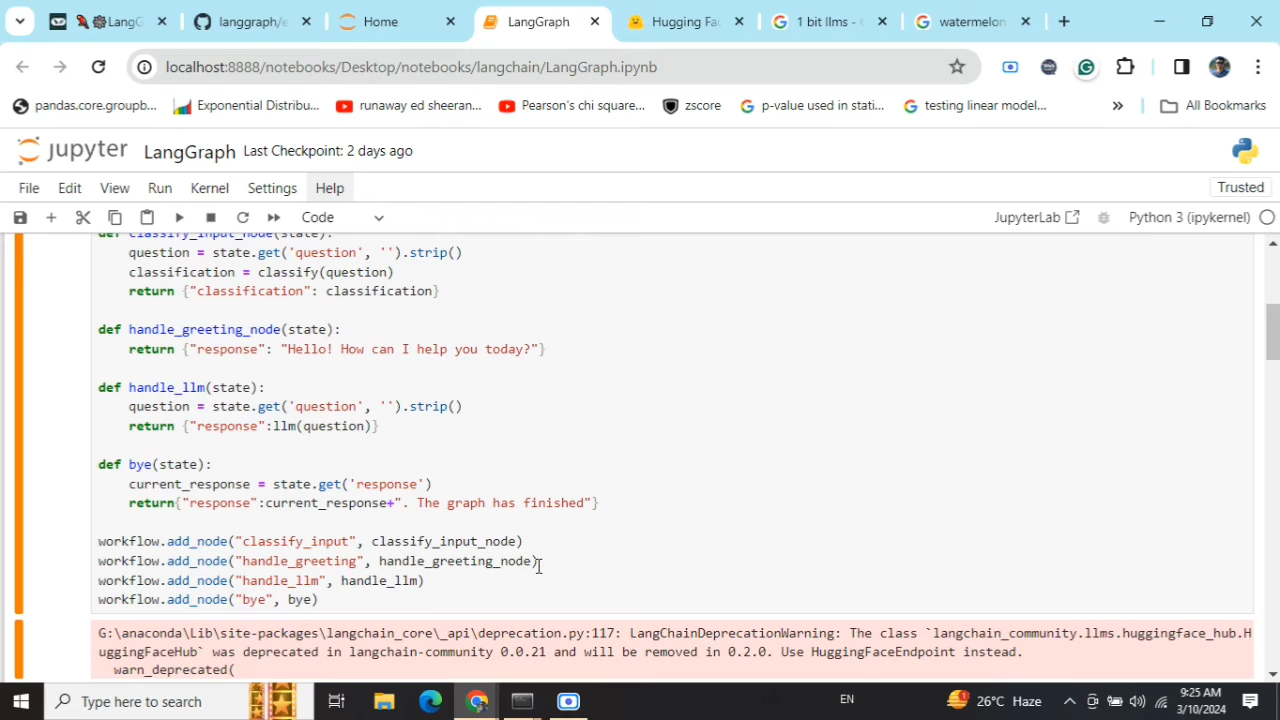 LangG
langgraph/e
Home
LangGraph
Hugging Fac
1 bit llms - G
watermelon
localhost:8888/notebooks/Desktop/notebooks/langchain/LangGraph.ipynb
pandas.core.groupb...
Exponential Distribu...
runaway ed sheeran...
Pearson's chi square...
zscore
p-value used in stati...
testing linear model...
All Bookmarks
jupyter LangGraph Last Checkpoint: 2 days ago
File Edit View Run Kernel Settings Help Trusted
Code JupyterLab Python 3 (ipykernel)
def classify_input_node(state):
question = state.get('question', '').strip()
classification = classify(question)
return {"classification": classification}
def handle_greeting_node(state):
return {"response": "Hello! How can I help you today?"}
def handle_llm(state):
question = state.get('question', '').strip()
return {"response":llm(question)}
def bye(state):
current_response = state.get('response')
return{"response":current_response+". The graph has finished"}
workflow.add_node("classify_input", classify_input_node)
workflow.add_node("handle_greeting", handle_greeting_node)
workflow.add_node("handle_llm", handle_llm)
workflow.add_node("bye", bye)
G:\anaconda\Lib\site-packages\langchain_core\_api\deprecation.py:117: LangChainDeprecationWarning: The class `langchain_community.llms.huggingface_hub.H
uggingFaceHub` was deprecated in langchain-community 0.0.21 and will be removed in 0.2.0. Use HuggingFaceEndpoint instead.
warn_deprecated(
Type here to search
EN
26°C Haze
9:25 AM
3/10/2024